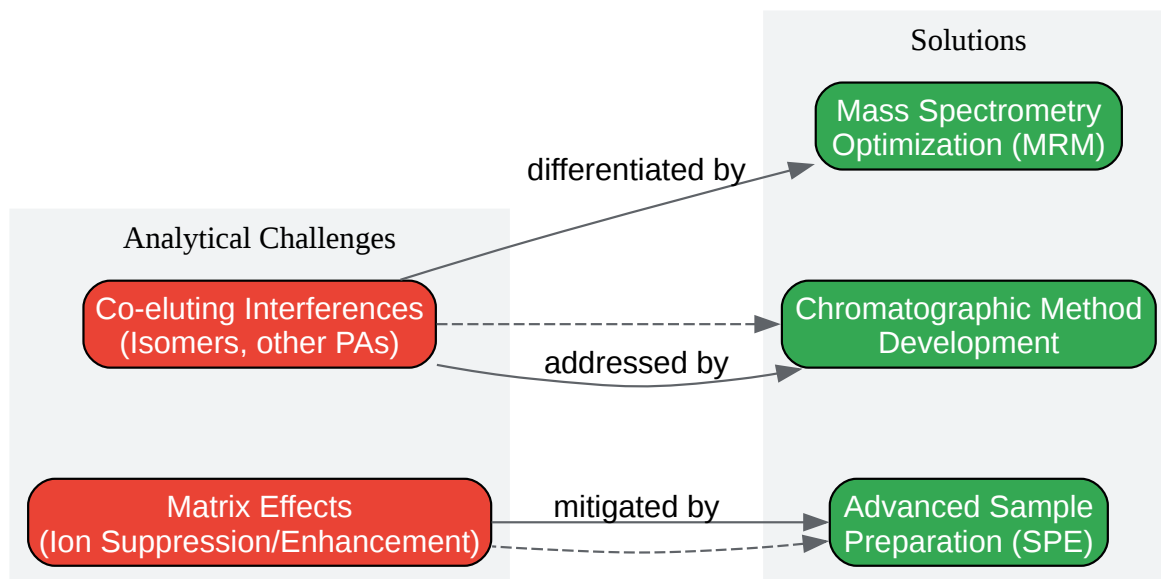 Solutions
Mass Spectrometry
Optimization (MRM)
differentiated by
Analytical Challenges
Co-eluting Interferences
(Isomers, other PAs)
Chromatographic Method
Development
addressed by
Matrix Effects
(Ion Suppression/Enhancement)
mitigated by
Advanced Sample
Preparation (SPE)